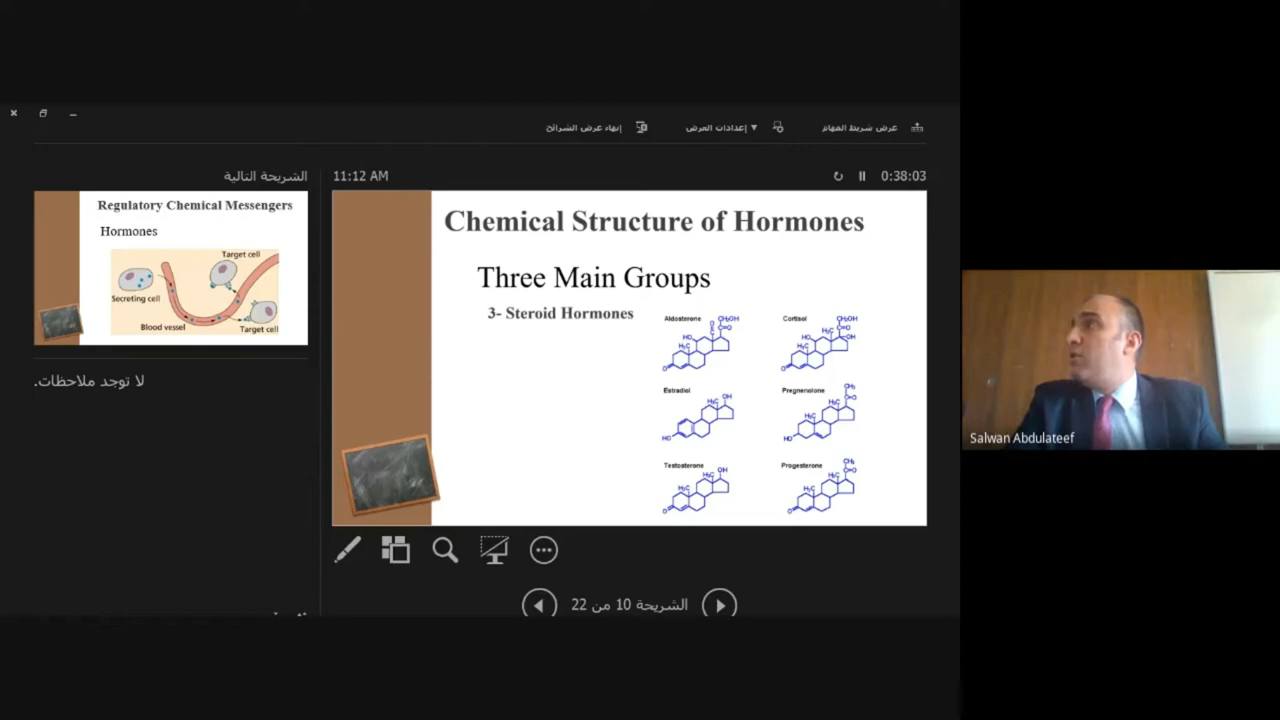 عرض شريط المهام
إعدادات العرض ▼
إنهاء عرض الشرائح
الشريحة التالية
11:12 AM
0:38:03
Regulatory Chemical Messengers
Hormones
Target cell
Secreting cell
Blood vessel
Target cell
لا توجد ملاحظات.
Chemical Structure of Hormones
Three Main Groups
3- Steroid Hormones
Aldosterone
Cortisol
Estradiol
Pregnenolone
Testosterone
Progesterone
الشريحة 10 من 22
Salwan Abdulateef